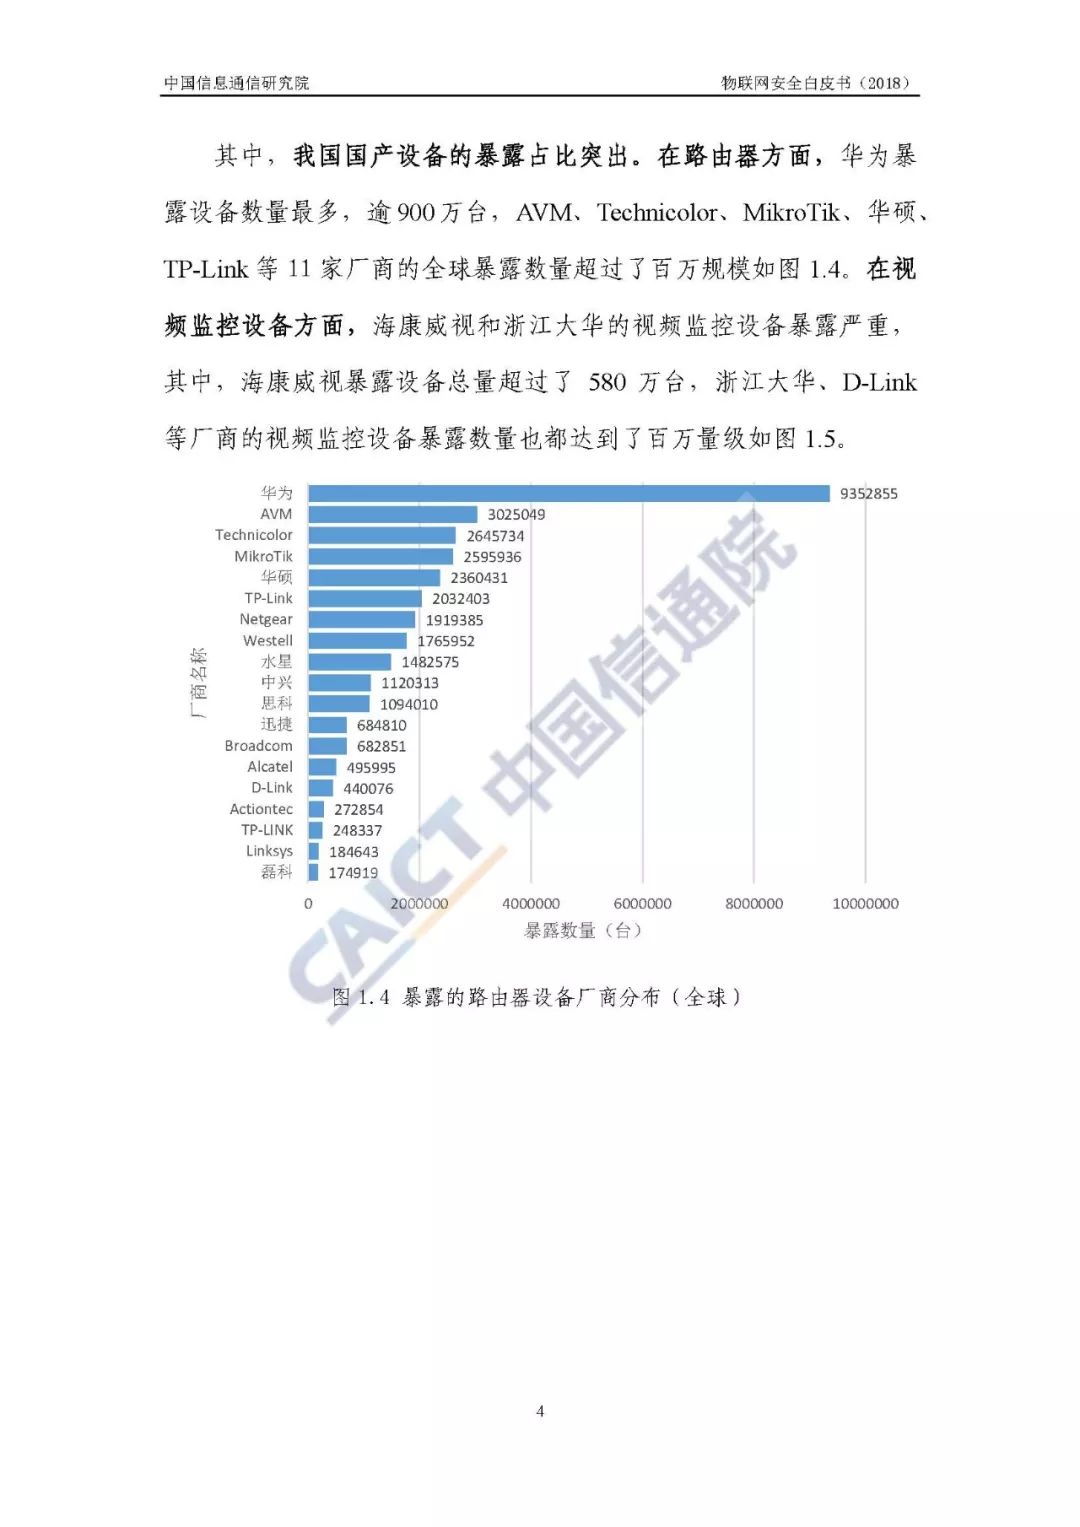 中国信息通信研究院 物联网安全白皮书（2018）
其中，我国国产设备的暴露占比突出。在路由器方面，华为暴
露设备数量最多，逾900万台，AVM、Technicolor、MikroTik、华硕、
TP-Link 等 11 家厂商的全球暴露数量超过了百万规模如图 1.4。在视
频监控设备方面，海康威视和浙江大华的视频监控设备暴露严重，
其中，海康威视暴露设备总量超过了 580 万台，浙江大华、D-Link
等厂商的视频监控设备暴露数量也都达到了百万量级如图 1.5。
厂商名称
华为 9352855
AVM 3025049
Technicolor 2645734
MikroTik 2595936
华硕 2360431
TP-Link 2032403
Netgear 1919385
Westell 1765952
水星 1482575
中兴 1120313
思科 1094010
迅捷 684810
Broadcom 682851
Alcatel 495995
D-Link 440076
Actiontec 272854
TP-LINK 248337
Linksys 184643
磊科 174919
0 2000000 4000000 6000000 8000000 10000000
暴露数量（台）
CAICT 中国信通院
图 1.4 暴露的路由器设备厂商分布（全球）
4